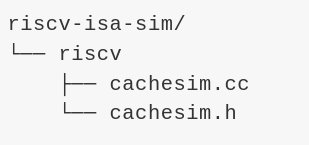 riscv-isa-sim/
└── riscv
    ├── cachesim.cc
    └── cachesim.h